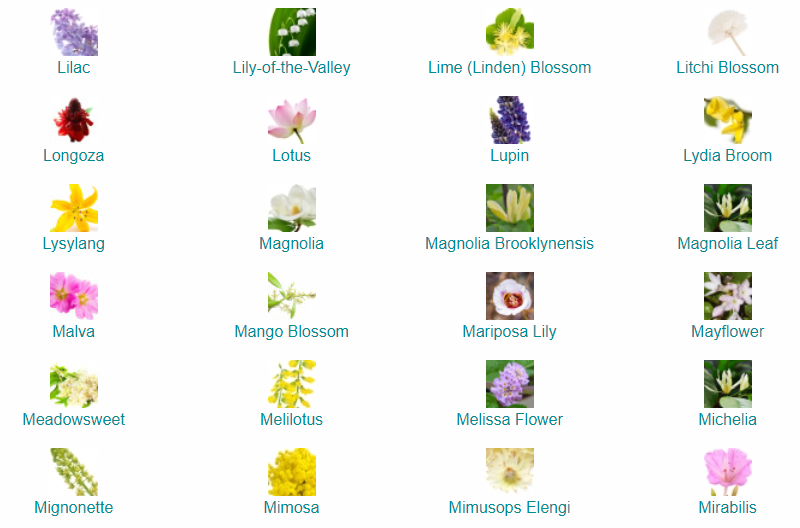 Lilac
Lily-of-the-Valley
Lime (Linden) Blossom
Litchi Blossom
Longoza
Lotus
Lupin
Lydia Broom
Lysylang
Magnolia
Magnolia Brooklynensis
Magnolia Leaf
Malva
Mango Blossom
Mariposa Lily
Mayflower
Meadowsweet
Melilotus
Melissa Flower
Michelia
Mignonette
Mimosa
Mimusops Elengi
Mirabilis